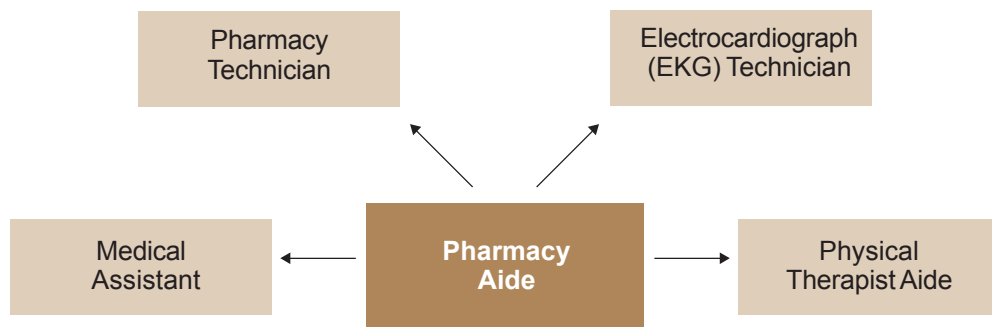 Pharmacy
Technician
Electrocardiograph
(EKG) Technician
Medical
Assistant
Pharmacy
Aide
Physical
Therapist Aide